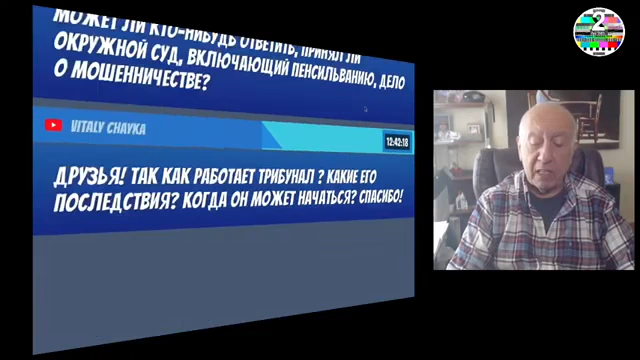 МОЖЕТ ЛИ КТО-НИБУДЬ ОТВЕТИТЬ, ПРИНЯЛ ЛИ
ОКРУЖНОЙ СУД, ВКЛЮЧАЮЩИЙ ПЕНСИЛЬВАНИЮ, ДЕЛО
О МОШЕННИЧЕСТВЕ?
VITALY CHAYKA
12:42:18
ДРУЗЬЯ! ТАК КАК РАБОТАЕТ ТРИБУНАЛ ? КАКИЕ ЕГО
ПОСЛЕДСТВИЯ? КОГДА ОН МОЖЕТ НАЧАТЬСЯ? СПАСИБО!
2